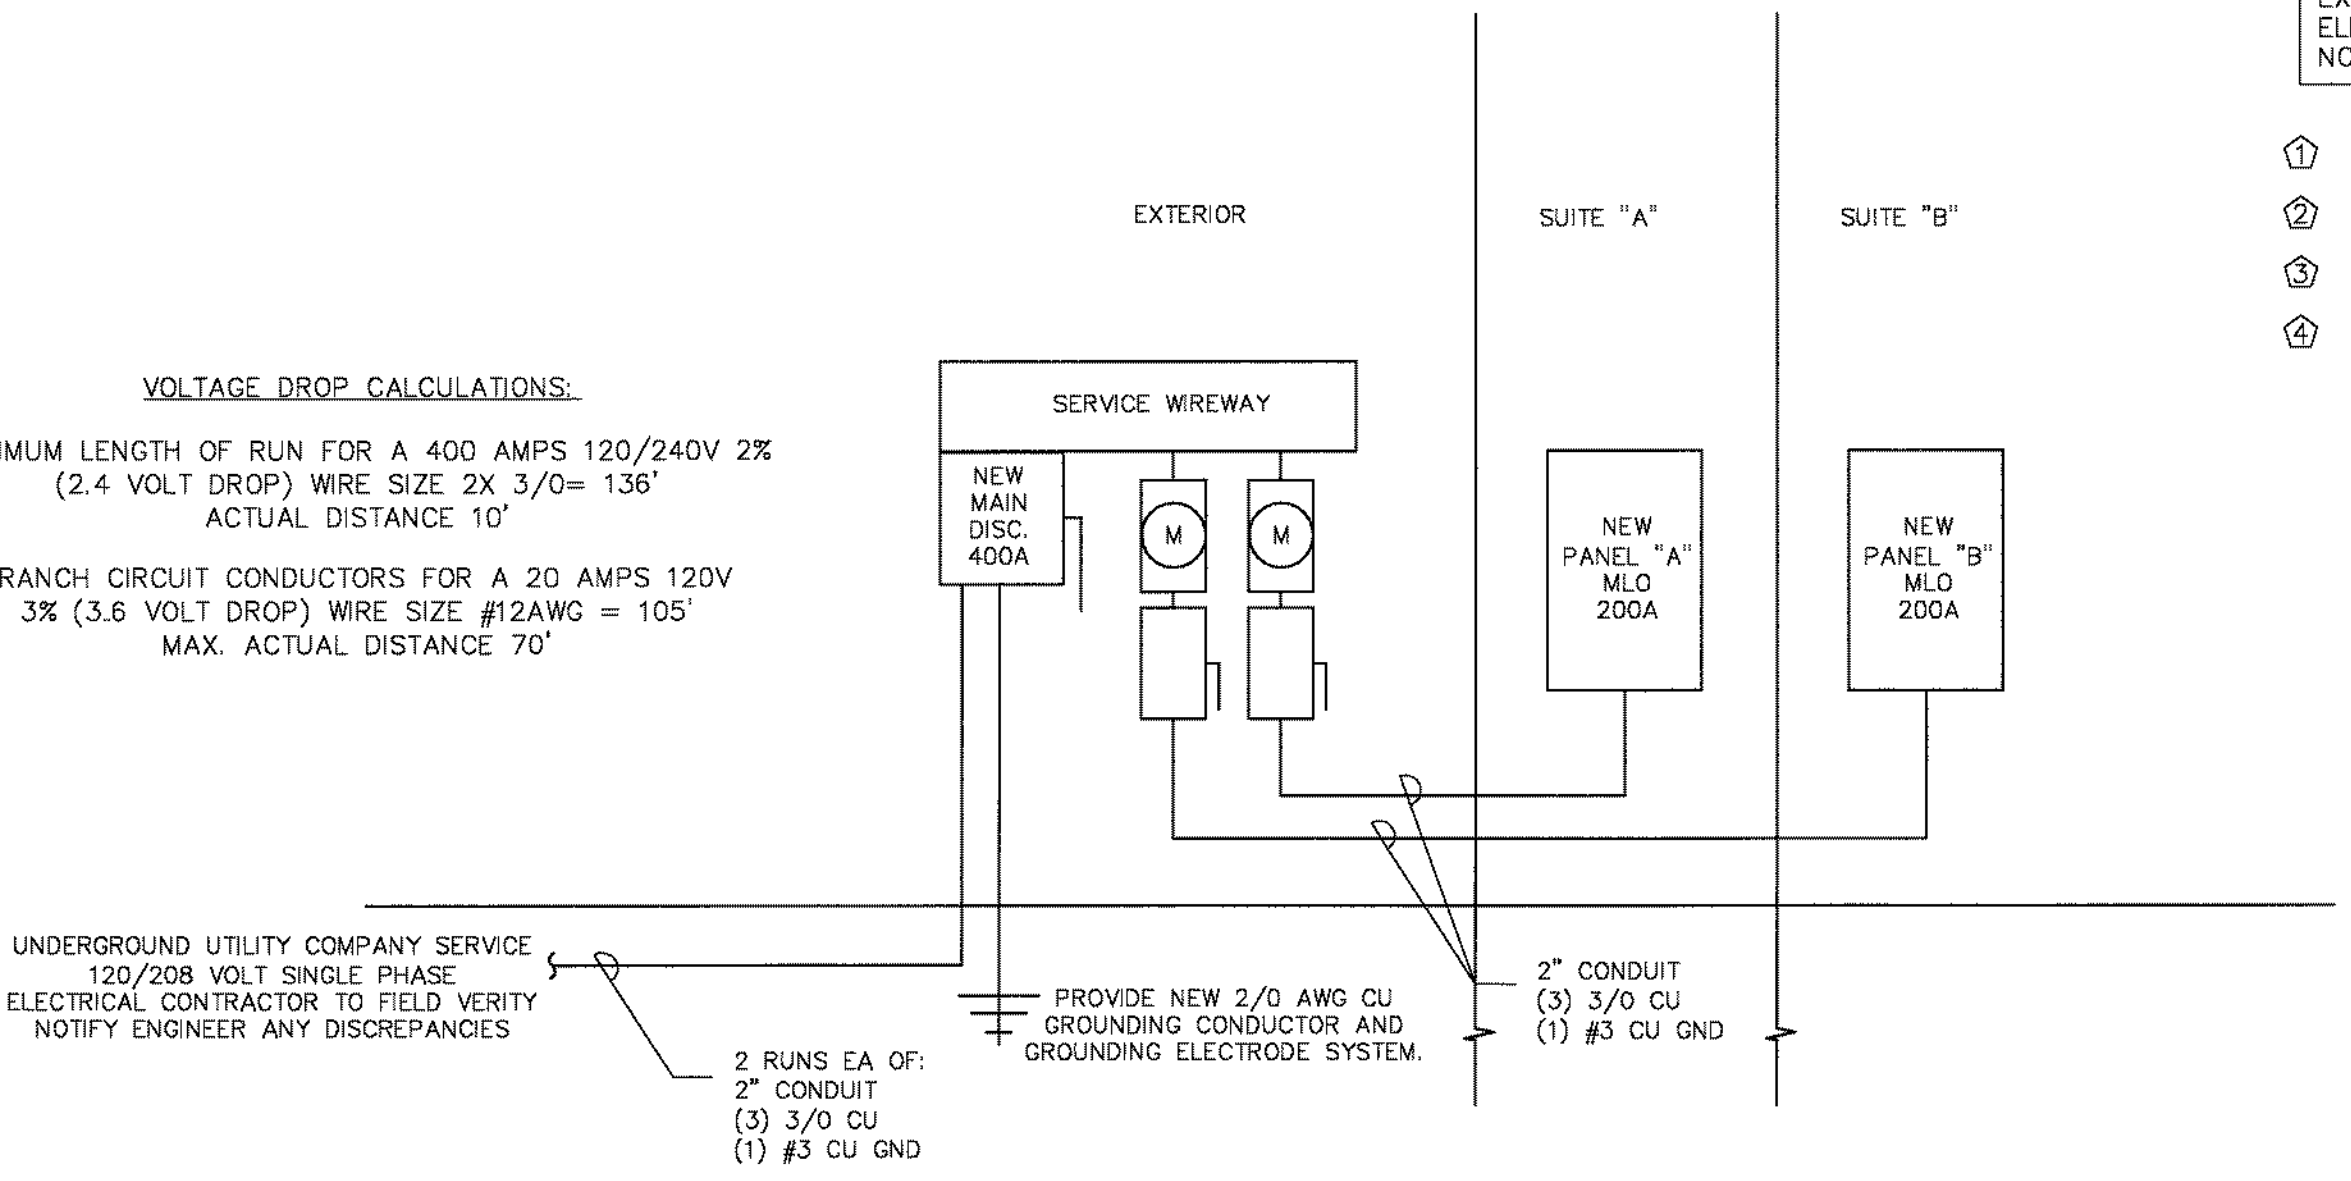 EXTERIOR
SUITE "A"
SUITE "B"
1
2
3
4
VOLTAGE DROP CALCULATIONS:
LENGTH OF RUN FOR A 400 AMPS 120/240V 2%
(2.4 VOLT DROP) WIRE SIZE 2X 3/0= 136'
ACTUAL DISTANCE 10'
CIRCUIT CONDUCTORS FOR A 20 AMPS 120V
3% (3.6 VOLT DROP) WIRE SIZE #12AWG = 105'
MAX. ACTUAL DISTANCE 70'
SERVICE WIREWAY
NEW
MAIN
DISC.
400A
M
M
NEW
PANEL "A"
MLO
200A
NEW
PANEL "B"
MLO
200A
UNDERGROUND UTILITY COMPANY SERVICE
120/208 VOLT SINGLE PHASE
ELECTRICAL CONTRACTOR TO FIELD VERITY
NOTIFY ENGINEER ANY DISCREPANCIES
2 RUNS EA OF:
2" CONDUIT
(3) 3/0 CU
(1) #3 CU GND
PROVIDE NEW 2/0 AWG CU
GROUNDING CONDUCTOR AND
GROUNDING ELECTRODE SYSTEM.
2" CONDUIT
(3) 3/0 CU
(1) #3 CU GND